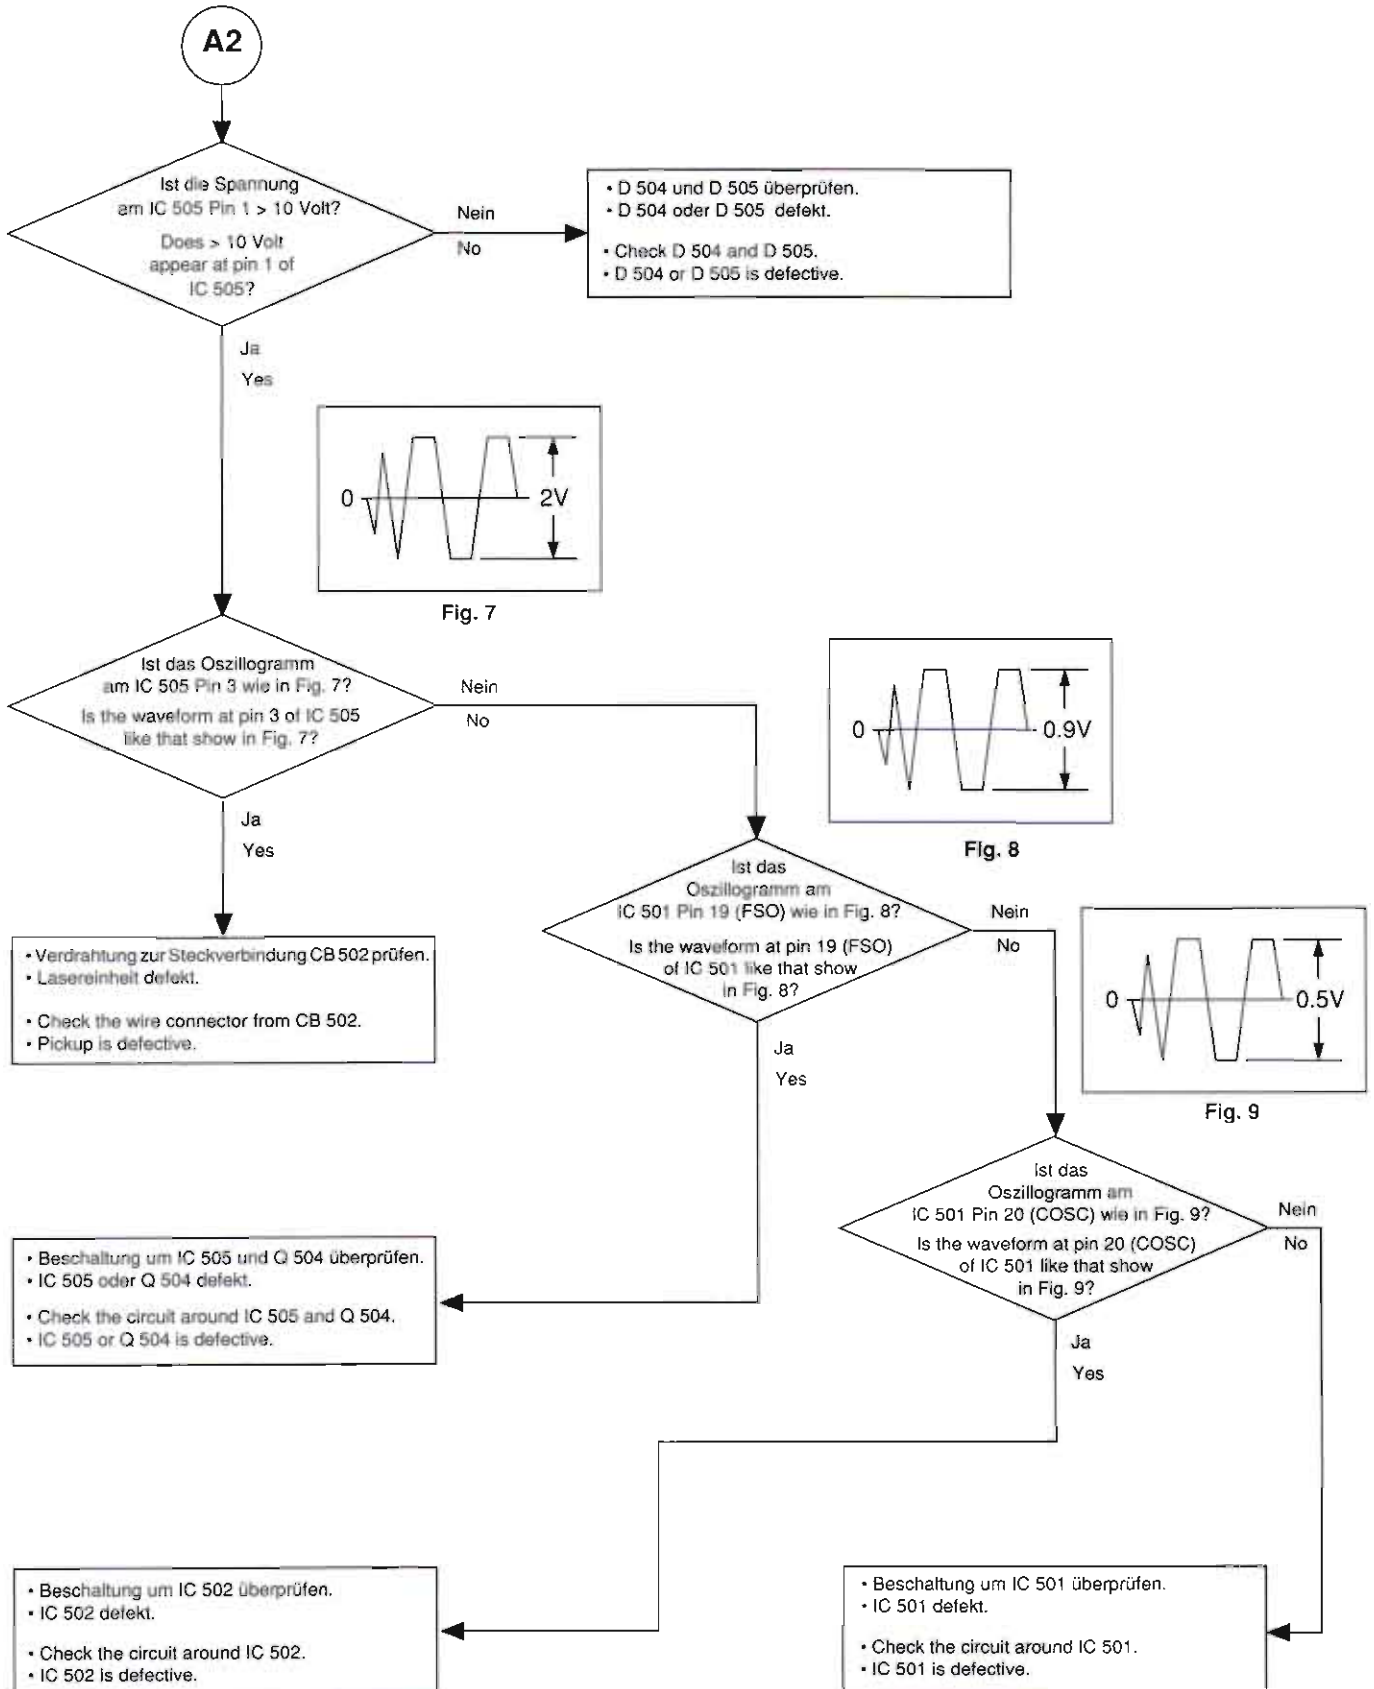 A2
Ist die Spannung
am IC 505 Pin 1 > 10 Volt?
Does > 10 Volt
appear at pin 1 of
IC 505?
Nein
No
• D 504 und D 505 überprüfen.
• D 504 oder D 505 defekt.
• Check D 504 and D 505.
• D 504 or D 505 is defective.
Ja
Yes
0
2V
Fig. 7
Ist das Oszillogramm
am IC 505 Pin 3 wie in Fig. 7?
Is the waveform at pin 3 of IC 505
like that show in Fig. 7?
Nein
No
0
0.9V
Fig. 8
Ja
Yes
Ist das
Oszillogramm am
IC 501 Pin 19 (FSO) wie in Fig. 8?
Is the waveform at pin 19 (FSO)
of IC 501 like that show
in Fig. 8?
Nein
No
0
0.5V
Fig. 9
• Verdrahtung zur Steckverbindung CB 502 prüfen.
• Lasereinheit defekt.
• Check the wire connector from CB 502.
• Pickup is defective.
Ja
Yes
Ist das
Oszillogramm am
IC 501 Pin 20 (COSC) wie in Fig. 9?
Is the waveform at pin 20 (COSC)
of IC 501 like that show
in Fig. 9?
Nein
No
• Beschaltung um IC 505 und Q 504 überprüfen.
• IC 505 oder Q 504 defekt.
• Check the circuit around IC 505 and Q 504.
• IC 505 or Q 504 is defective.
Ja
Yes
• Beschaltung um IC 502 überprüfen.
• IC 502 defekt.
• Check the circuit around IC 502.
• IC 502 is defective.
• Beschaltung um IC 501 überprüfen.
• IC 501 defekt.
• Check the circuit around IC 501.
• IC 501 is defective.